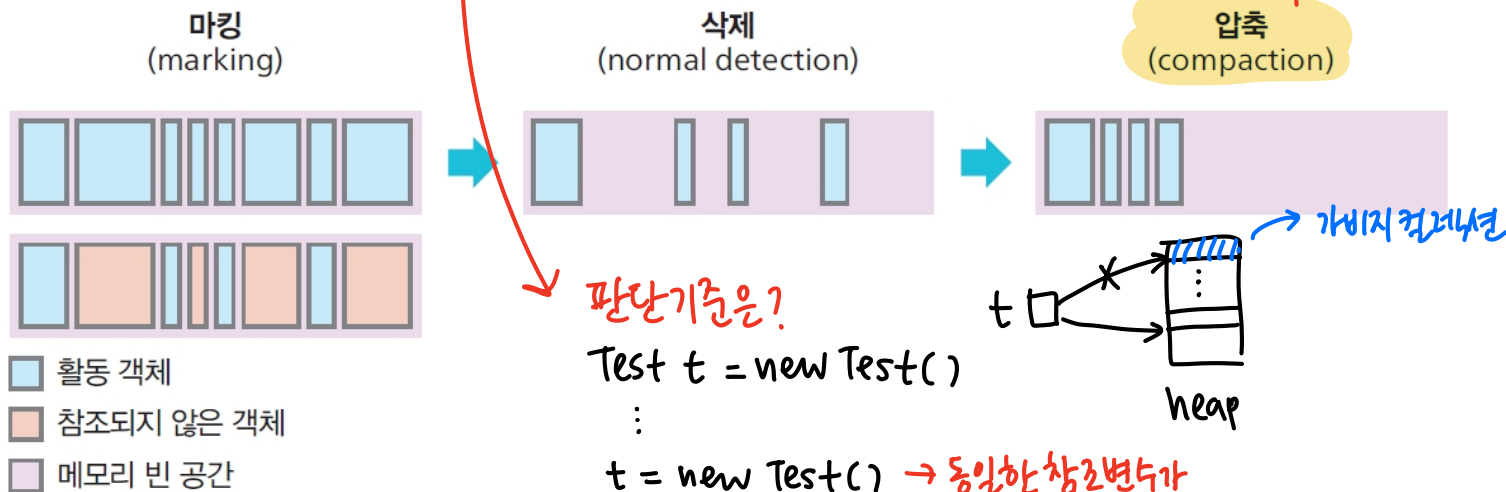 마킹
(marking)
삭제
(normal detection)
압축
(compaction)
가비지 컬렉션
판단기준은?
t
Test t = new Test()
⋮
heap
활동 객체
참조되지 않은 객체
메모리 빈 공간
t = new Test() → 동일한 참조변수가